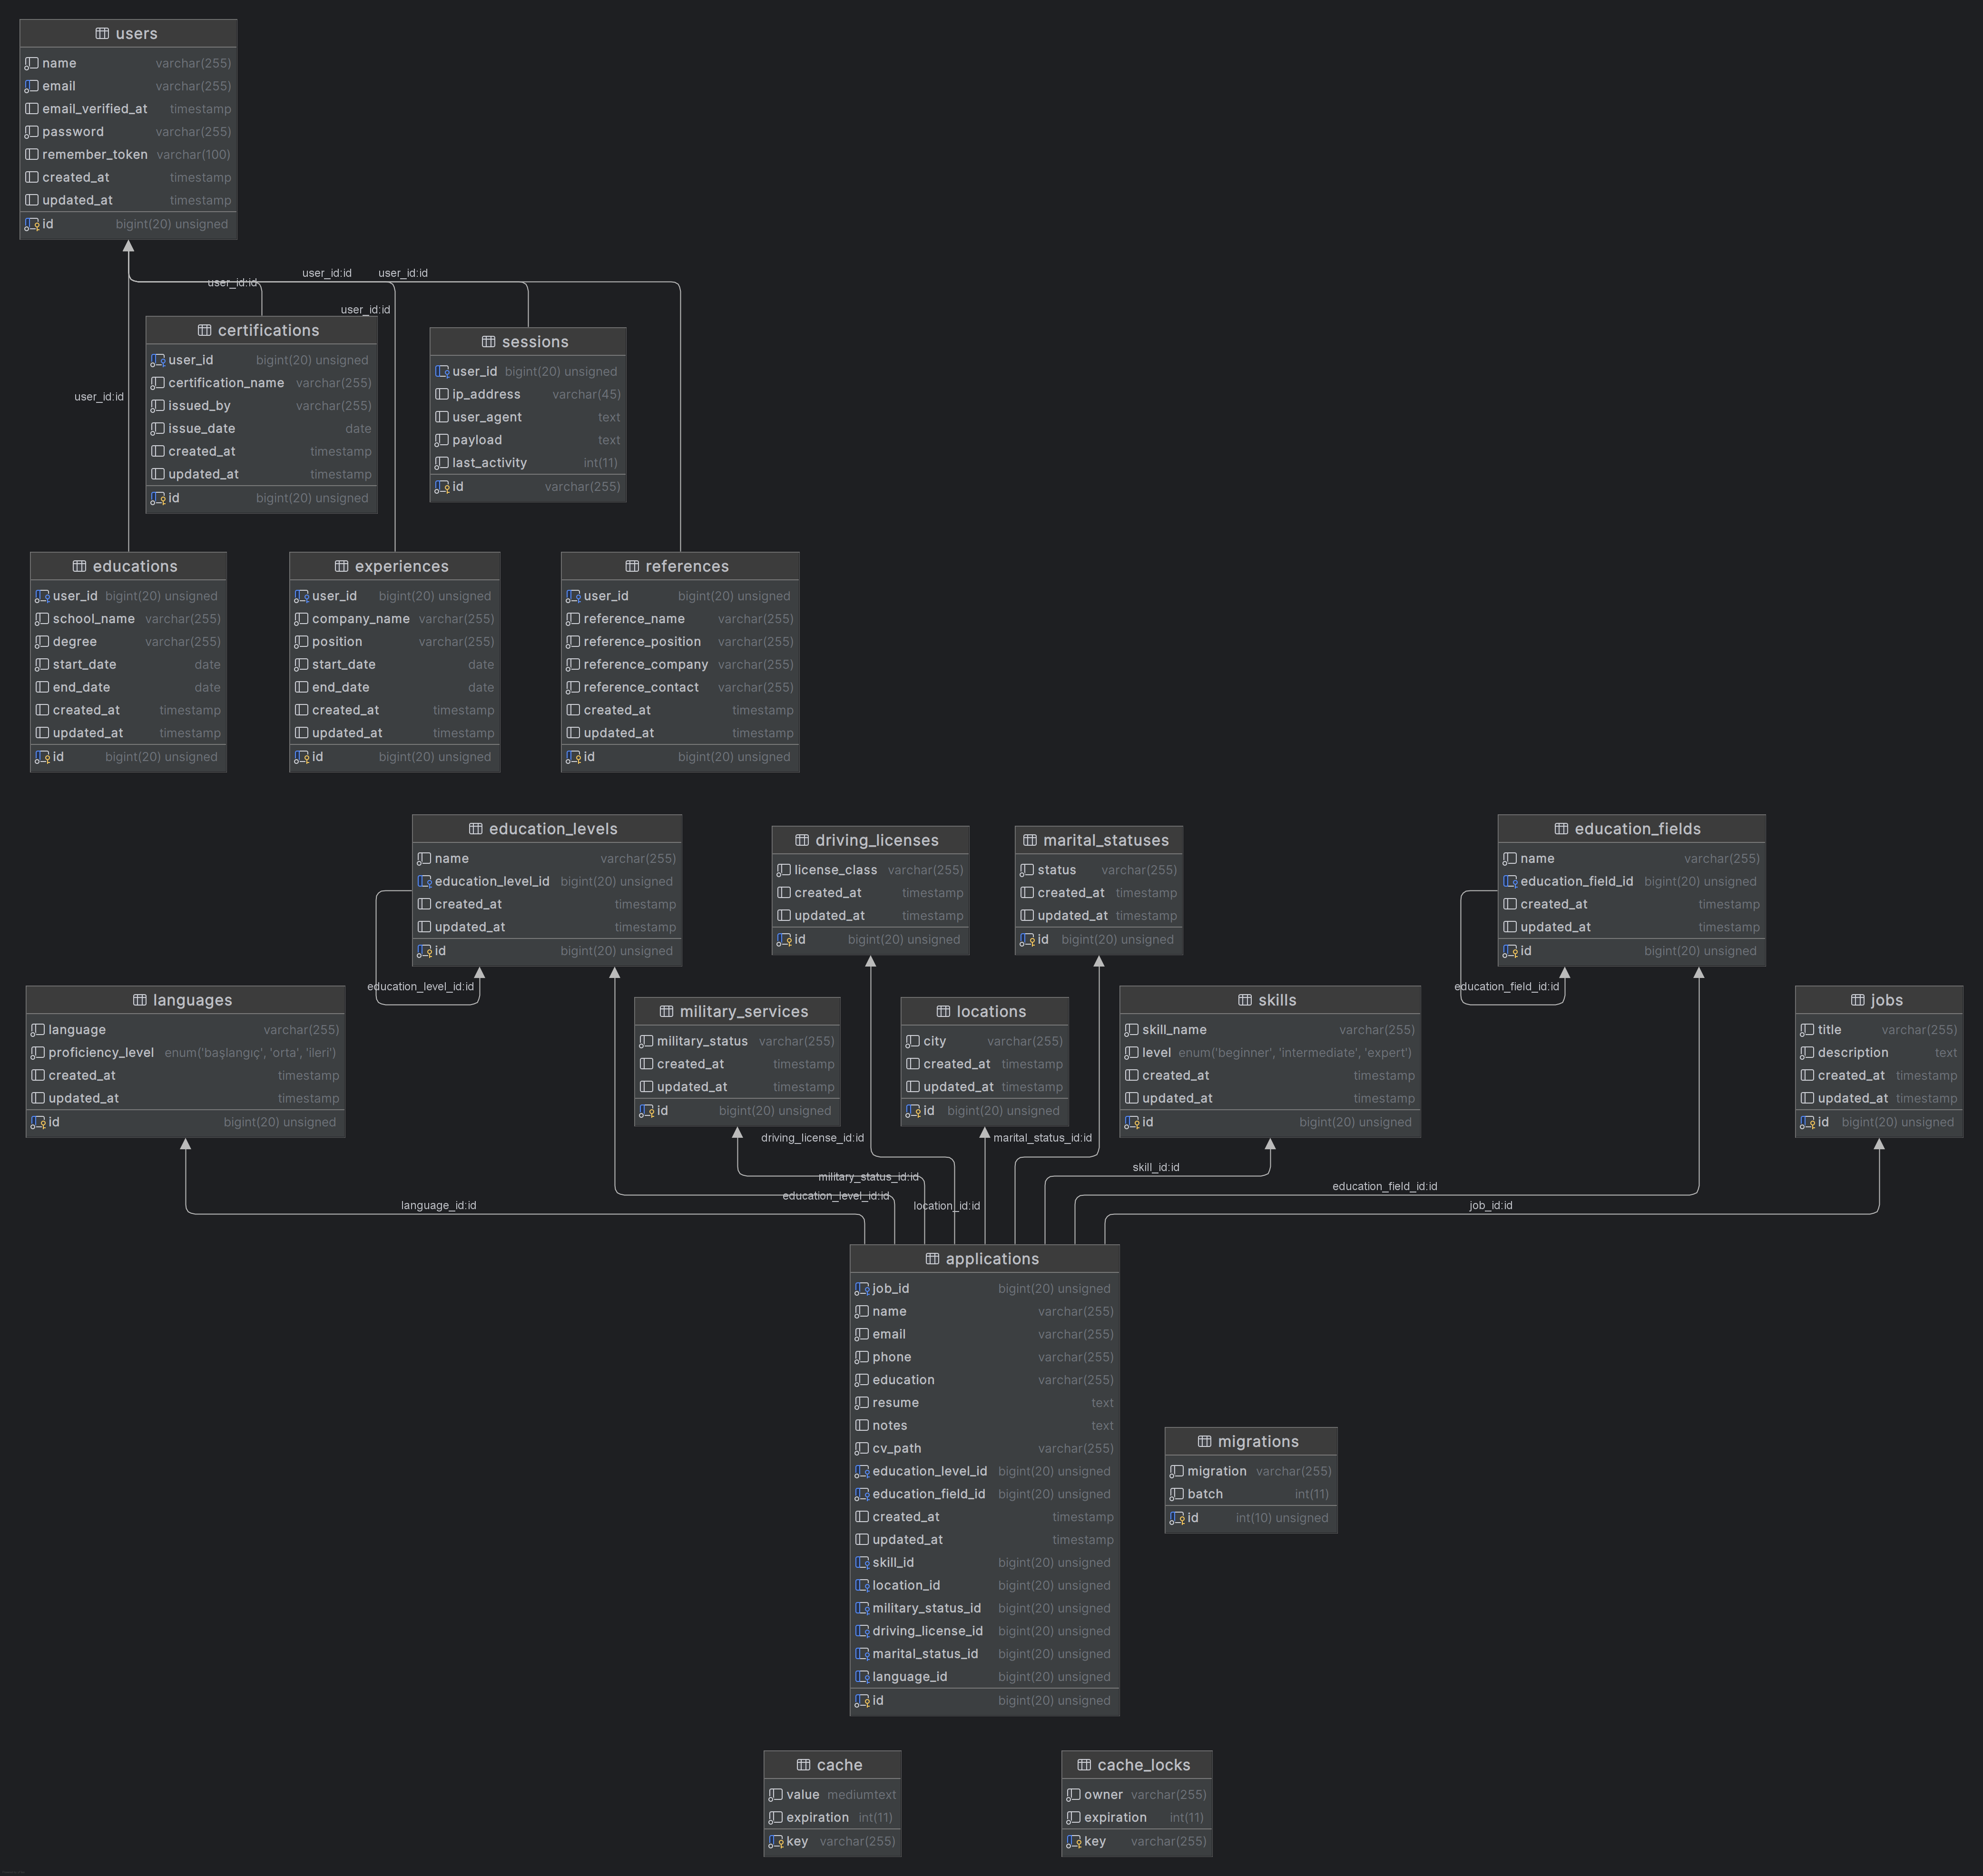 users
name varchar(255)
email varchar(255)
email_verified_at timestamp
password varchar(255)
remember_token varchar(100)
created_at timestamp
updated_at timestamp
id bigint(20) unsigned
user_id:id
user_id:id
user_id:id
user_id:id
user_id:id
certifications
user_id bigint(20) unsigned
certification_name varchar(255)
issued_by varchar(255)
issue_date date
created_at timestamp
updated_at timestamp
id bigint(20) unsigned
sessions
user_id bigint(20) unsigned
ip_address varchar(45)
user_agent text
payload text
last_activity int(11)
id varchar(255)
educations
user_id bigint(20) unsigned
school_name varchar(255)
degree varchar(255)
start_date date
end_date date
created_at timestamp
updated_at timestamp
id bigint(20) unsigned
experiences
user_id bigint(20) unsigned
company_name varchar(255)
position varchar(255)
start_date date
end_date date
created_at timestamp
updated_at timestamp
id bigint(20) unsigned
references
user_id bigint(20) unsigned
reference_name varchar(255)
reference_position varchar(255)
reference_company varchar(255)
reference_contact varchar(255)
created_at timestamp
updated_at timestamp
id bigint(20) unsigned
education_levels
name varchar(255)
education_level_id bigint(20) unsigned
created_at timestamp
updated_at timestamp
id bigint(20) unsigned
education_level_id:id
driving_licenses
license_class varchar(255)
created_at timestamp
updated_at timestamp
id bigint(20) unsigned
marital_statuses
status varchar(255)
created_at timestamp
updated_at timestamp
id bigint(20) unsigned
education_fields
name varchar(255)
education_field_id bigint(20) unsigned
created_at timestamp
updated_at timestamp
id bigint(20) unsigned
education_field_id:id
languages
language varchar(255)
proficiency_level enum('başlangıç', 'orta', 'ileri')
created_at timestamp
updated_at timestamp
id bigint(20) unsigned
military_services
military_status varchar(255)
created_at timestamp
updated_at timestamp
id bigint(20) unsigned
locations
city varchar(255)
created_at timestamp
updated_at timestamp
id bigint(20) unsigned
skills
skill_name varchar(255)
level enum('beginner', 'intermediate', 'expert')
created_at timestamp
updated_at timestamp
id bigint(20) unsigned
jobs
title varchar(255)
description text
created_at timestamp
updated_at timestamp
id bigint(20) unsigned
driving_license_id:id
marital_status_id:id
skill_id:id
military_status_id:id
education_field_id:id
education_level_id:id
language_id:id
location_id:id
job_id:id
applications
job_id bigint(20) unsigned
name varchar(255)
email varchar(255)
phone varchar(255)
education varchar(255)
resume text
notes text
cv_path varchar(255)
education_level_id bigint(20) unsigned
education_field_id bigint(20) unsigned
created_at timestamp
updated_at timestamp
skill_id bigint(20) unsigned
location_id bigint(20) unsigned
military_status_id bigint(20) unsigned
driving_license_id bigint(20) unsigned
marital_status_id bigint(20) unsigned
language_id bigint(20) unsigned
id bigint(20) unsigned
migrations
migration varchar(255)
batch int(11)
id int(10) unsigned
cache
value mediumtext
expiration int(11)
key varchar(255)
cache_locks
owner varchar(255)
expiration int(11)
key varchar(255)